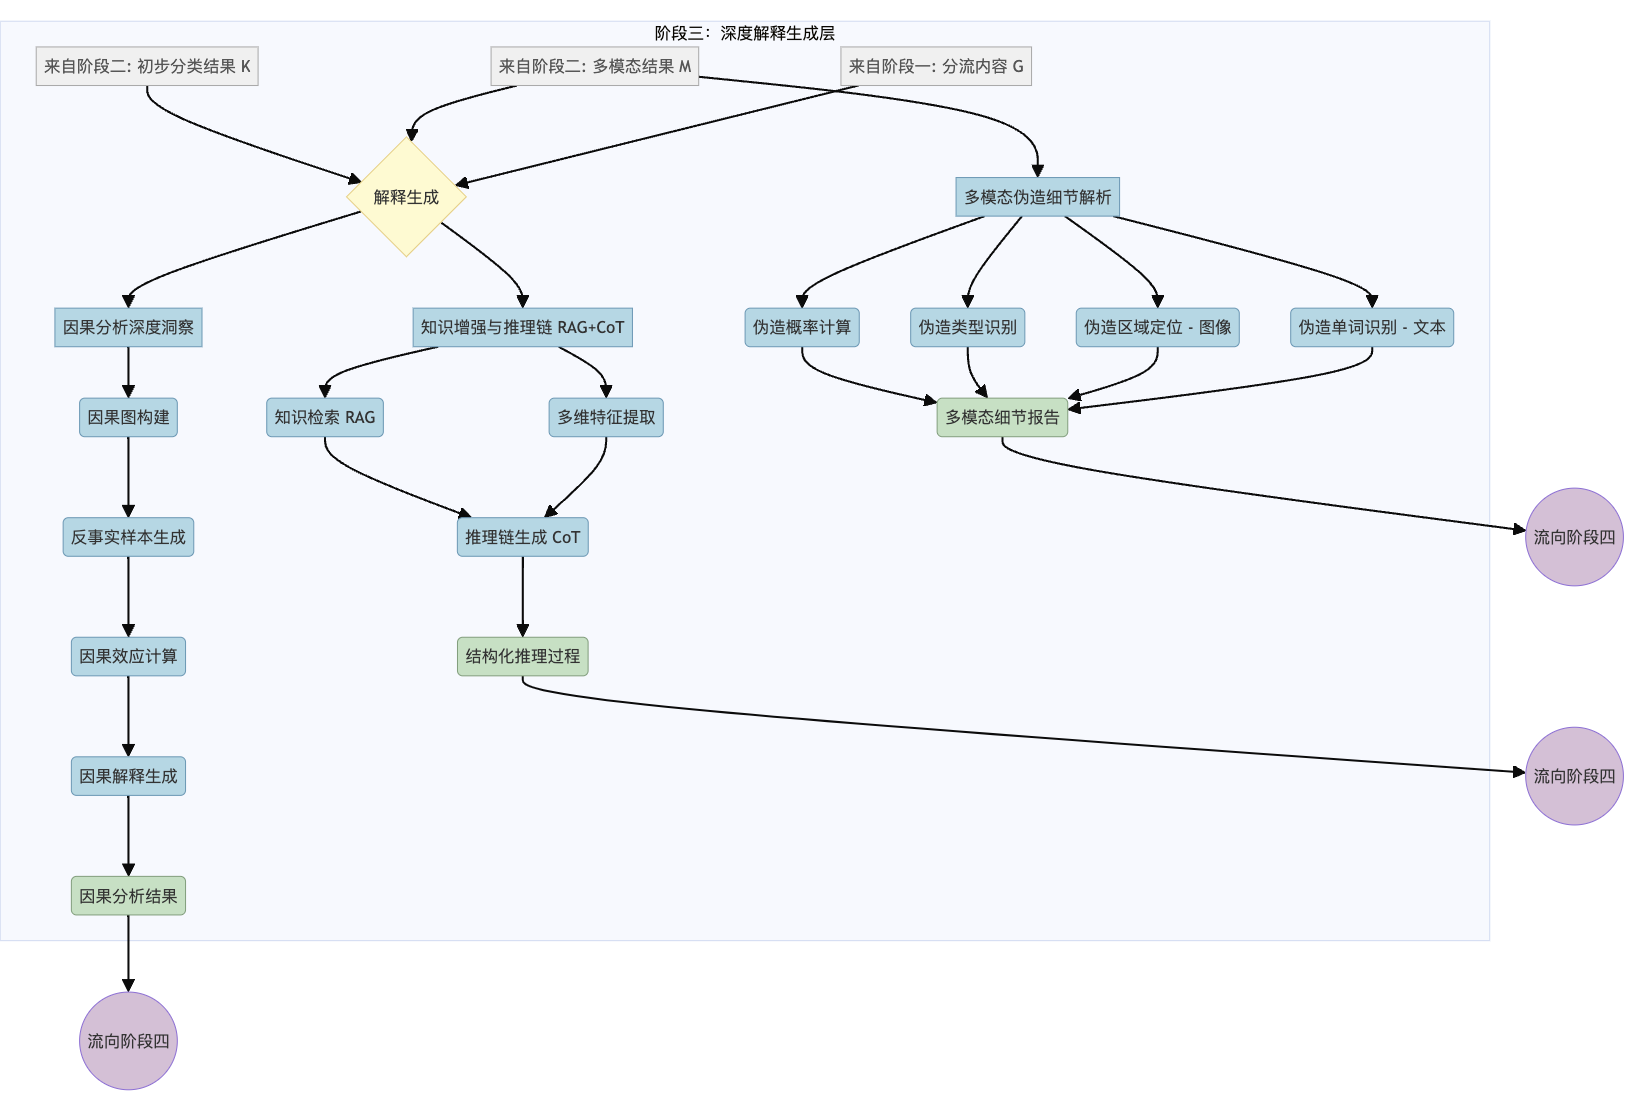 阶段三：深度解释生成层
来自阶段二: 初步分类结果 K
来自阶段二: 多模态结果 M
来自阶段一: 分流内容 G
解释生成
多模态伪造细节解析
因果分析深度洞察
知识增强与推理链 RAG+CoT
伪造概率计算
伪造类型识别
伪造区域定位 - 图像
伪造单词识别 - 文本
因果图构建
知识检索 RAG
多维特征提取
多模态细节报告
反事实样本生成
推理链生成 CoT
流向阶段四
因果效应计算
结构化推理过程
因果解释生成
流向阶段四
因果分析结果
流向阶段四